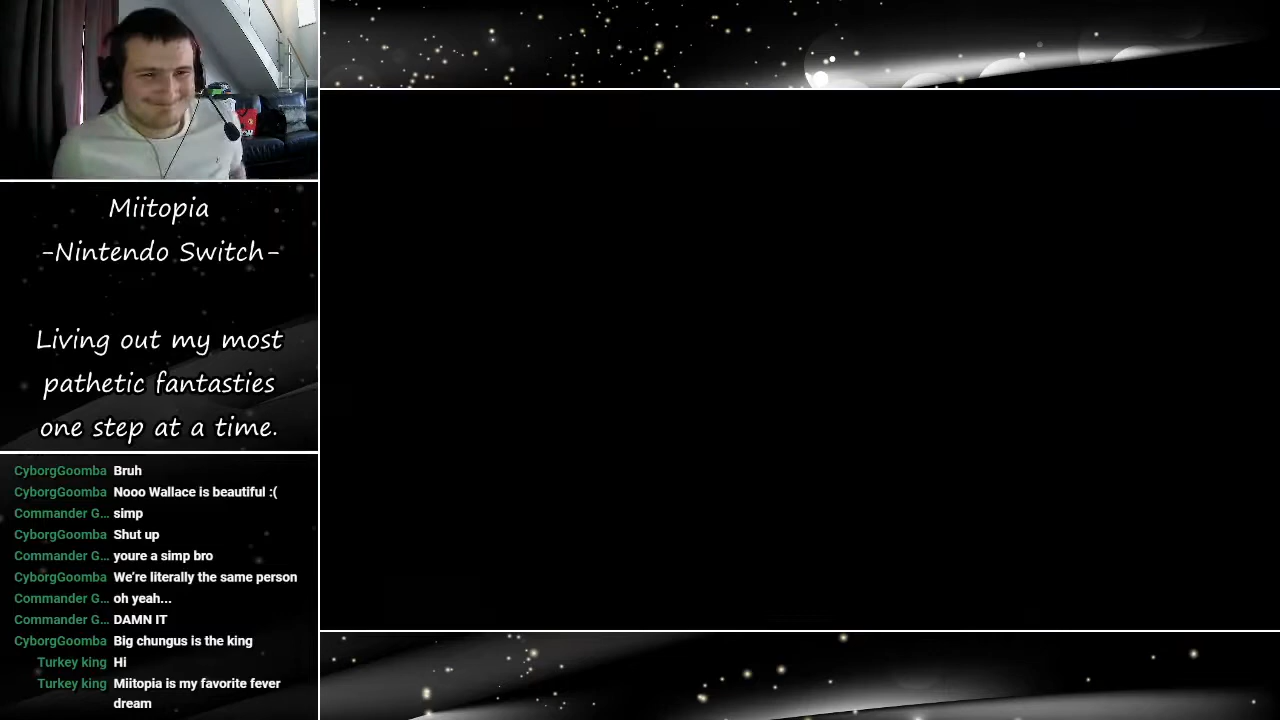 Miitopia
-Nintendo Switch-
Living out my most
pathetic fantasties
one step at a time.
CyborgGoomba Bruh
CyborgGoomba Nooo Wallace is beautiful :(
Commander G... simp
CyborgGoomba Shut up
Commander G... youre a simp bro
CyborgGoomba We're literally the same person
Commander G... oh yeah...
Commander G... DAMN IT
CyborgGoomba Big chungus is the king
Turkey king Hi
Turkey king Miitopia is my favorite fever
dream